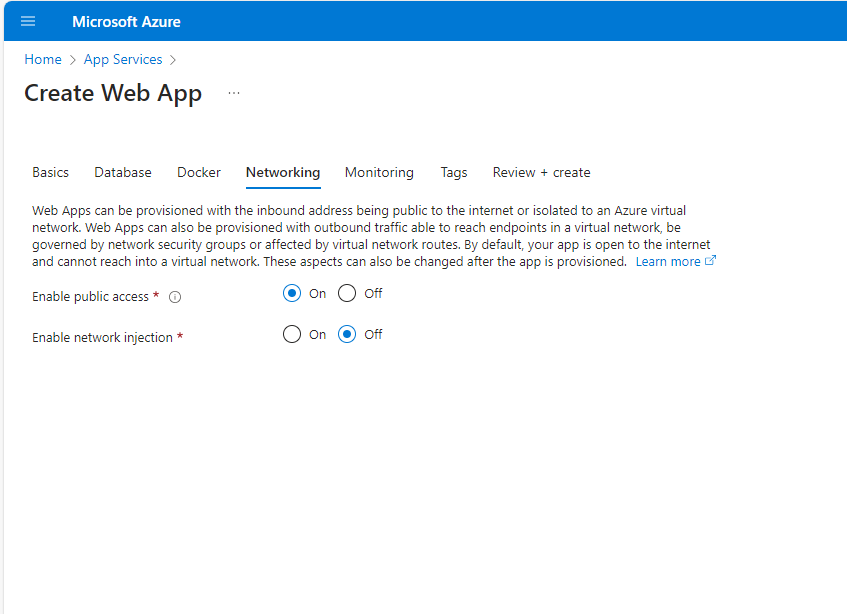 Microsoft Azure
Home > App Services >
Create Web App ...
Basics Database Docker Networking Monitoring Tags Review + create
Web Apps can be provisioned with the inbound address being public to the internet or isolated to an Azure virtual
network. Web Apps can also be provisioned with outbound traffic able to reach endpoints in a virtual network, be
governed by network security groups or affected by virtual network routes. By default, your app is open to the internet
and cannot reach into a virtual network. These aspects can also be changed after the app is provisioned. Learn more
Enable public access * On Off
Enable network injection * On Off